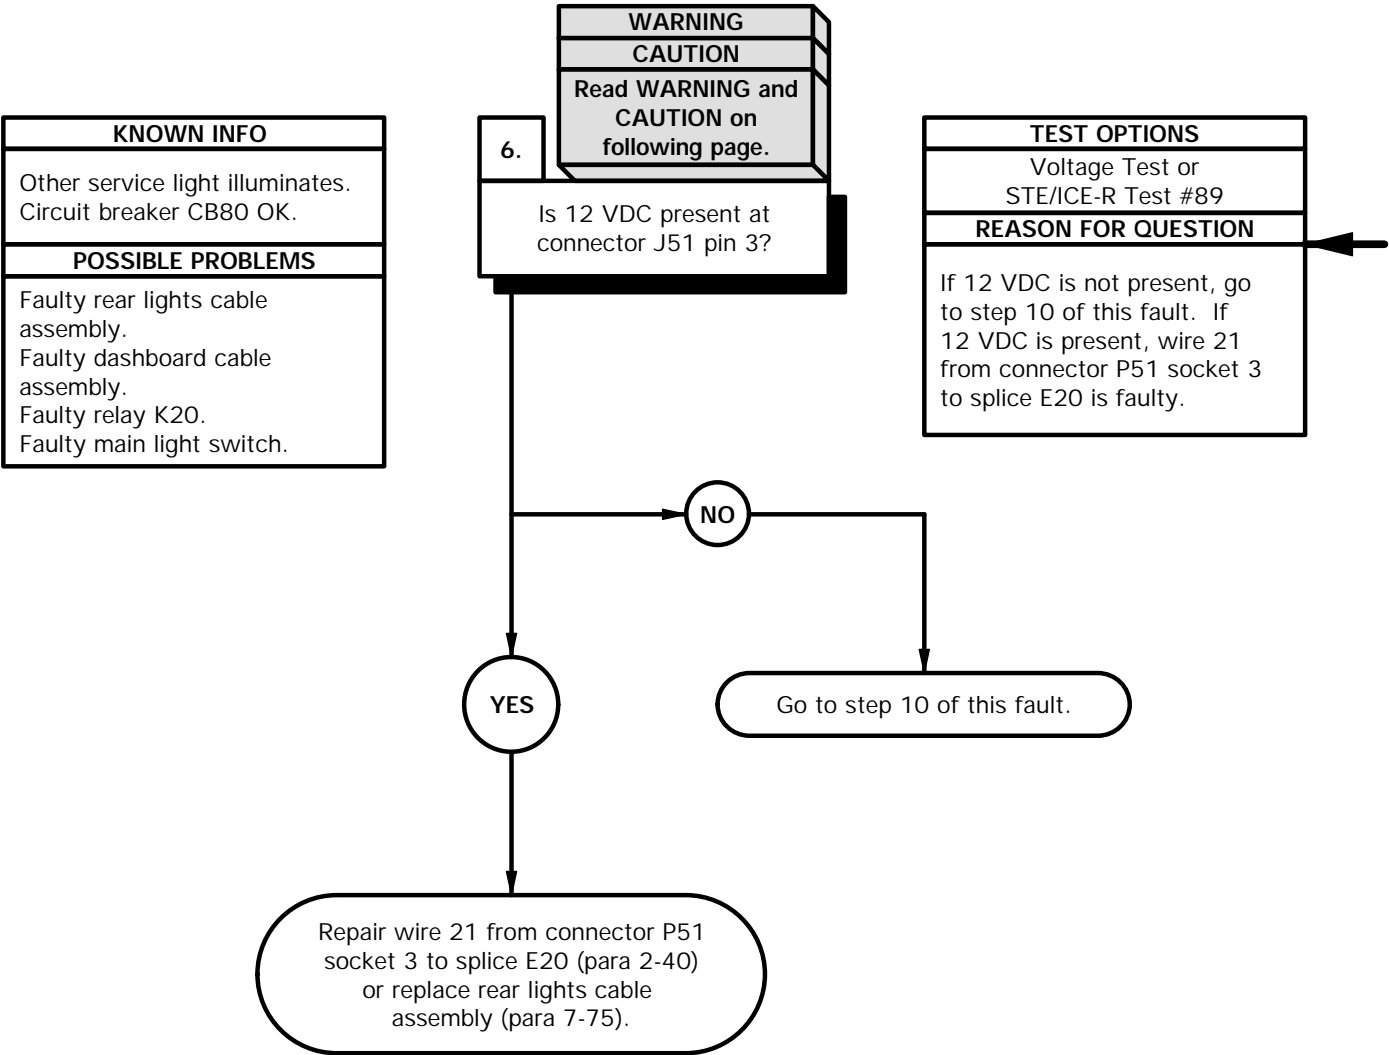 WARNING
CAUTION
Read WARNING and
CAUTION on
following page.
KNOWN INFO
Other service light illuminates.
Circuit breaker CB80 OK.
POSSIBLE PROBLEMS
Faulty rear lights cable
assembly.
Faulty dashboard cable
assembly.
Faulty relay K20.
Faulty main light switch.
6.
Is 12 VDC present at
connector J51 pin 3?
TEST OPTIONS
Voltage Test or
STE/ICE-R Test #89
REASON FOR QUESTION
If 12 VDC is not present, go
to step 10 of this fault. If
12 VDC is present, wire 21
from connector P51 socket 3
to splice E20 is faulty.
NO
YES
Go to step 10 of this fault.
Repair wire 21 from connector P51
socket 3 to splice E20 (para 2-40)
or replace rear lights cable
assembly (para 7-75).